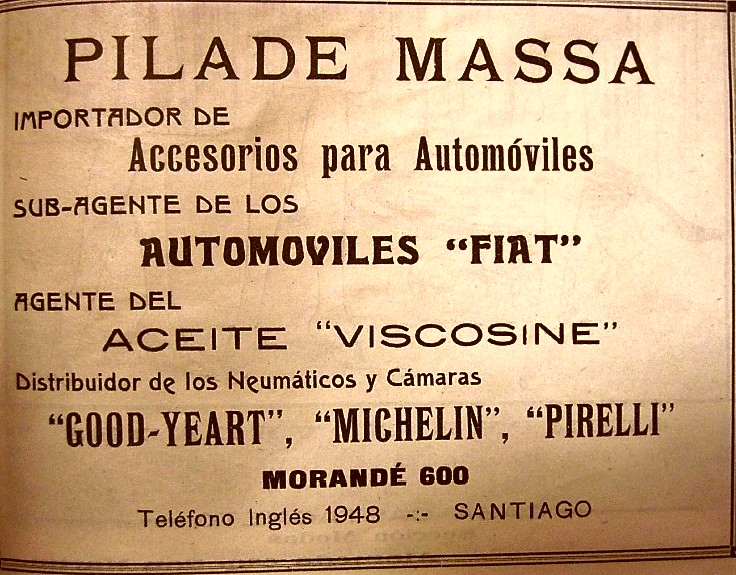 PILADE MASSA
IMPORTADOR DE
Accesorios para Automóviles
SUB-AGENTE DE LOS
AUTOMOVILES “FIAT”
AGENTE DEL
ACEITE “VISCOSINE”
Distribuidor de los Neumáticos y Cámaras
“GOOD-YEART”, “MICHELIN”, “PIRELLI”
MORANDÉ 600
Teléfono Inglés 1948 -:- SANTIAGO